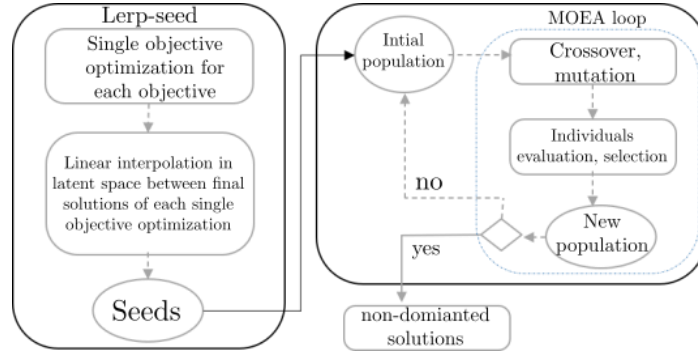 Lerp-seed
Single objective
optimization for
each objective
Linear interpolation in
latent space between final
solutions of each single
objective optimization
Seeds
MOEA loop
Intial
population
Crossover,
mutation
Individuals
evaluation, selection
New
population
no
yes
non-domianted
solutions